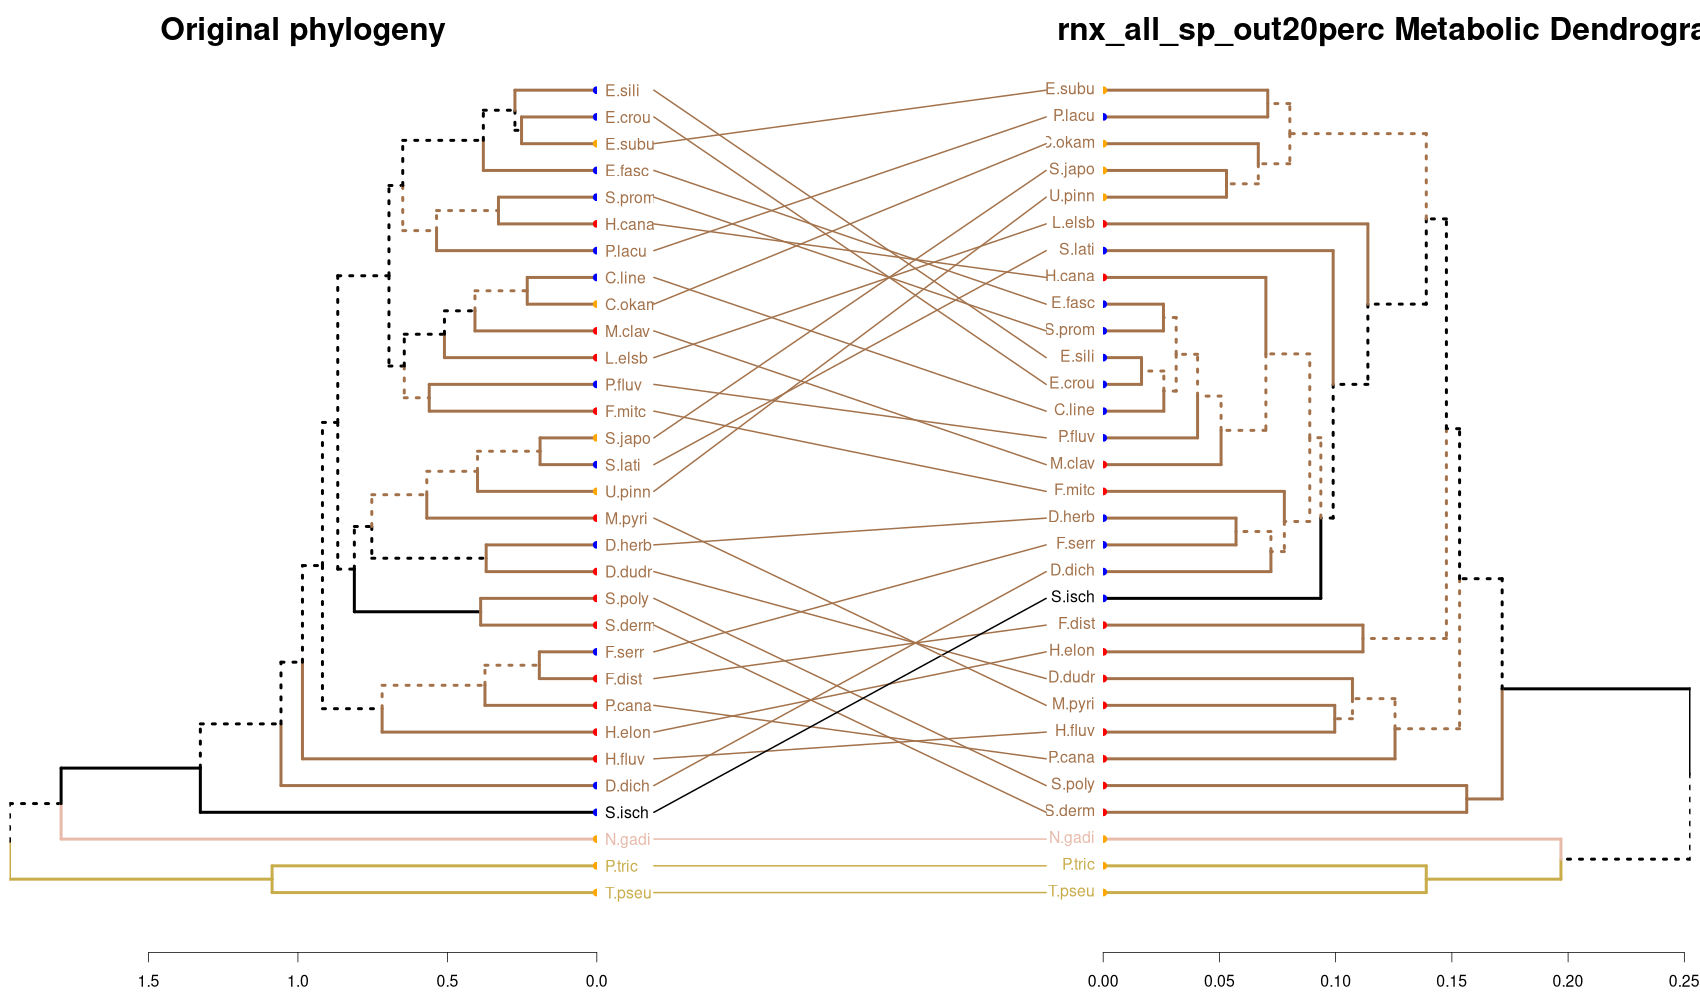 Original phylogeny
rnx_all_sp_out20perc Metabolic Dendrogra
E.sili
E.crou
E.subu
E.fasc
S.prom
H.cana
P.lacu
C.line
C.okan
M.clav
L.elsb
P.fluv
F.mitc
S.japo
S.lati
U.pinn
M.pyri
D.herb
D.dudr
S.poly
S.derm
F.serr
F.dist
P.cana
H.elon
H.fluv
D.dich
S.isch
N.gadi
P.tric
T.pseu
E.subu
P.lacu
C.okam
S.japo
U.pinn
L.elsb
S.lati
H.cana
E.fasc
S.prom
E.sili
E.crou
C.line
P.fluv
M.clav
F.mitc
D.herb
F.serr
D.dich
S.isch
F.dist
H.elon
D.dudr
M.pyri
H.fluv
P.cana
S.poly
S.derm
N.gadi
P.tric
T.pseu
1.5 1.0 0.5 0.0
0.00 0.05 0.10 0.15 0.20 0.25